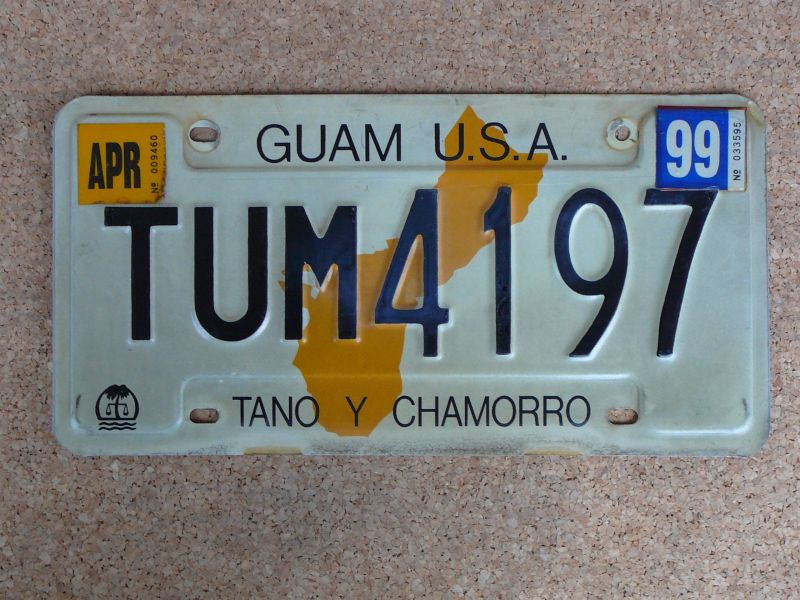 GUAM U.S.A.
APR
№ 009460
99
№ 033595
TUM4197
TANO Y CHAMORRO